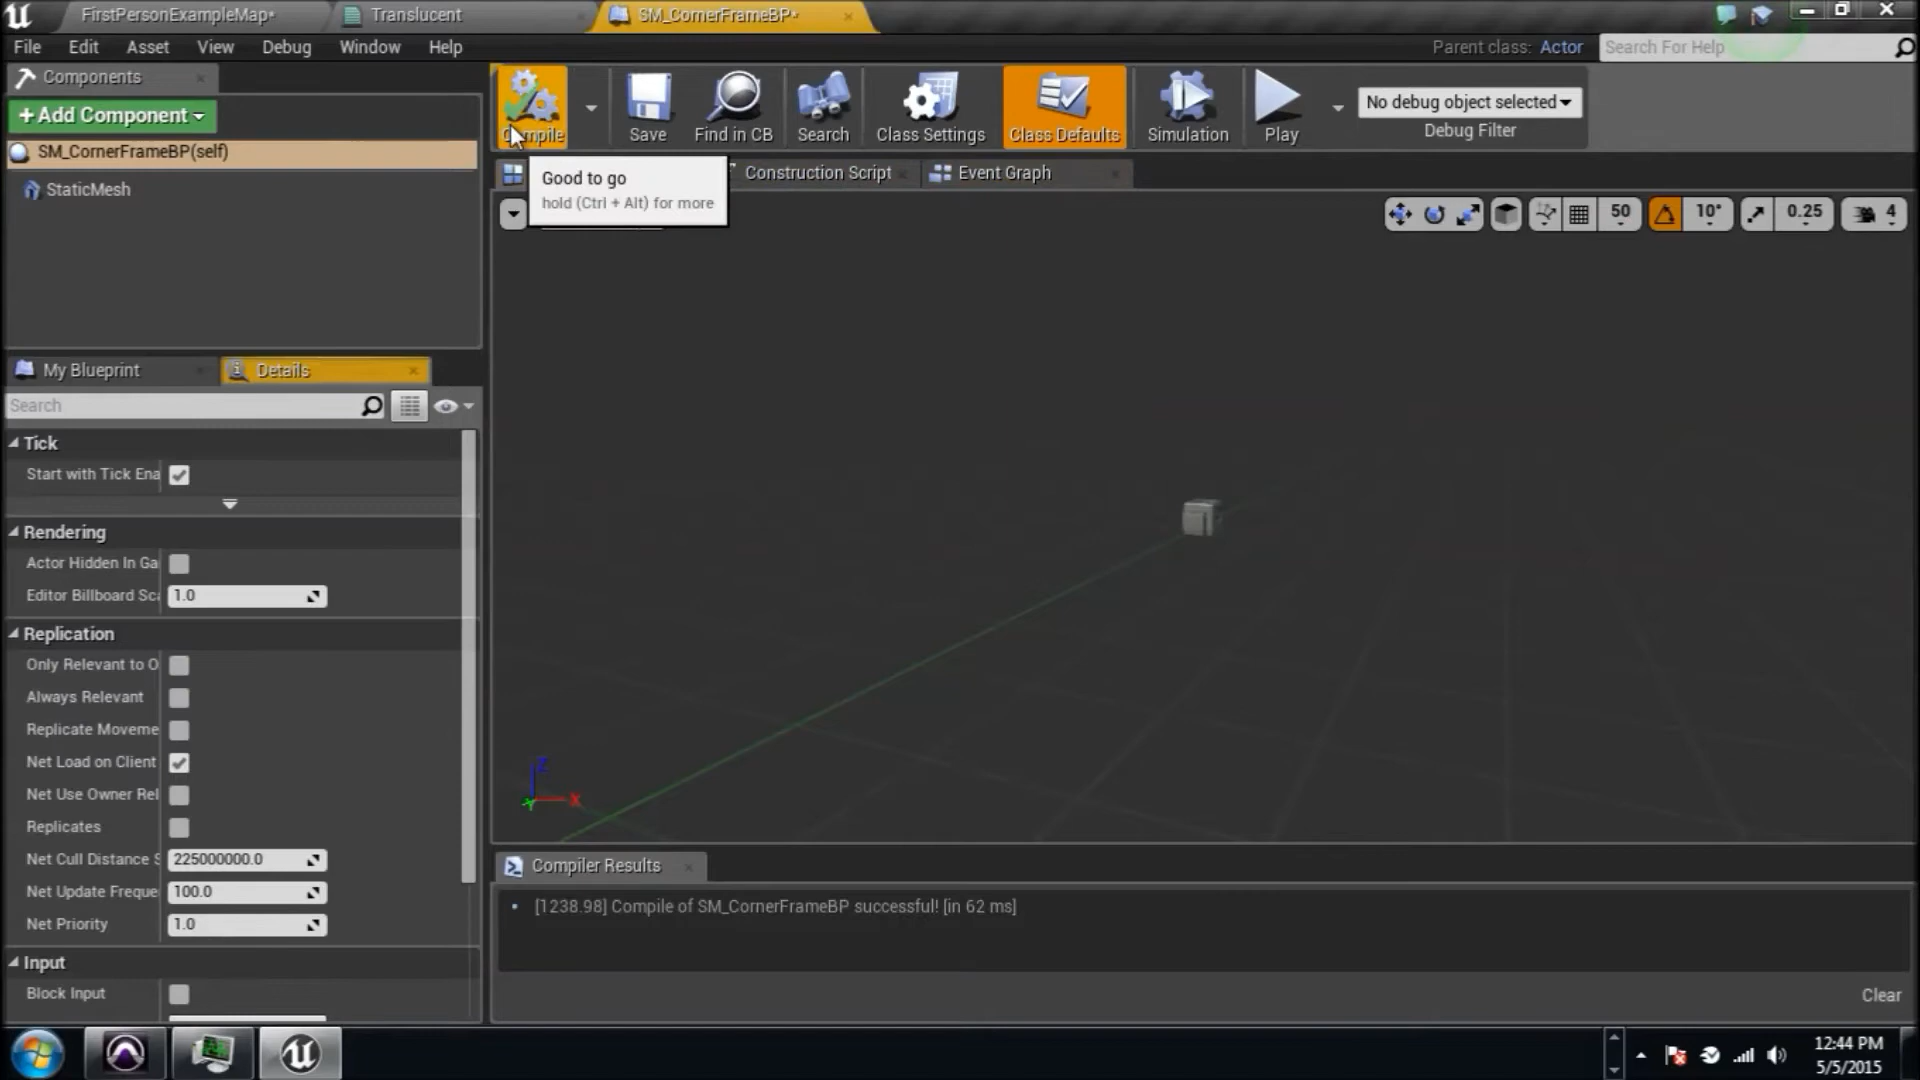 FirstPersonExampleMap*
Translucent
SM_CornerFrameBP*
File Edit Asset View Debug Window Help
Parent class: Actor
Search For Help
Components
+Add Component
SM_CornerFrameBP(self)
StaticMesh
Compile
Save
Find in CB
Search
Class Settings
Class Defaults
Simulation
Play
No debug object selected
Debug Filter
Good to go
hold (Ctrl + Alt) for more
Construction Script
Event Graph
50
10°
0.25
4
My Blueprint
Details
Search
Tick
Start with Tick Ena
Rendering
Actor Hidden In Ga
Editor Billboard Sca 1.0
Replication
Only Relevant to O
Always Relevant
Replicate Moveme
Net Load on Client
Net Use Owner Rel
Replicates
Net Cull Distance S 225000000.0
Net Update Freque 100.0
Net Priority 1.0
Input
Block Input
Z
X
Compiler Results
[1238.98] Compile of SM_CornerFrameBP successful! [in 62 ms]
Clear
12:44 PM
5/5/2015